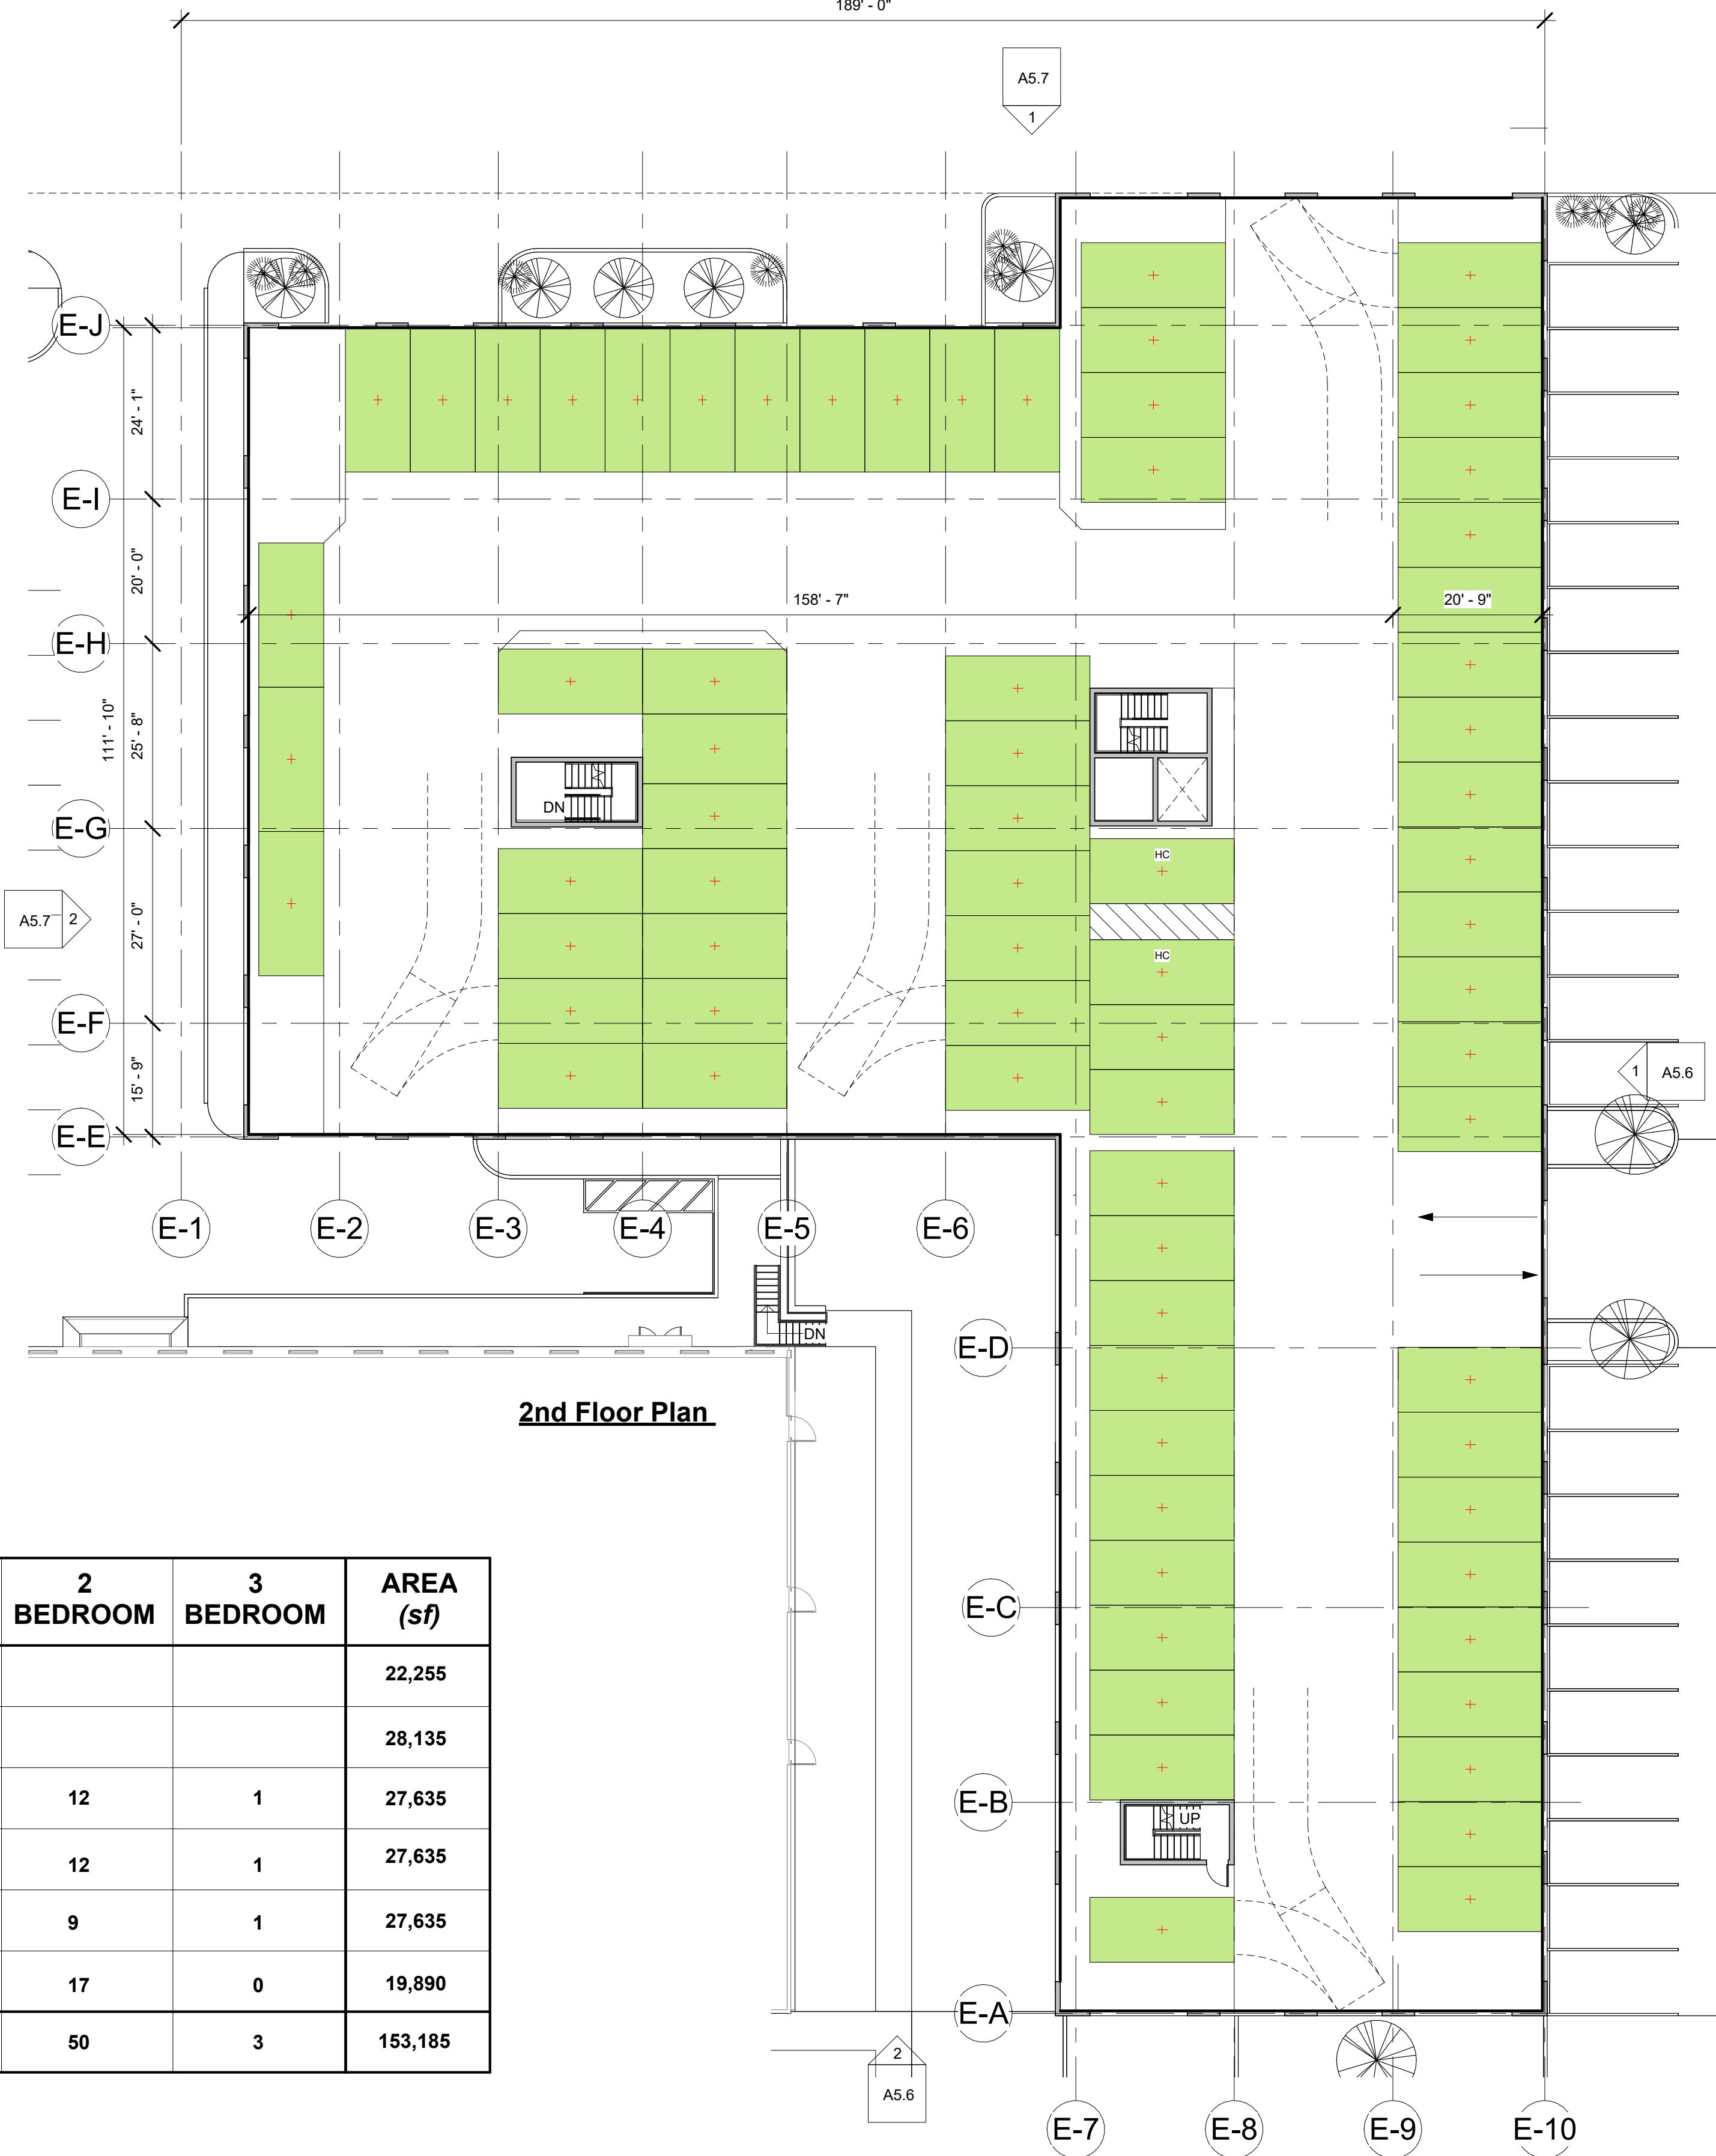 189' - 0"
A5.7
1
E-J
24' - 1"
E-I
20' - 0"
158' - 7"
20' - 9"
E-H
111' - 10"
25' - 8"
DN
E-G
HC
A5.7
2
27' - 0"
HC
E-F
1
A5.6
15' - 9"
E-E
E-1
E-2
E-3
E-4
E-5
E-6
DN
E-D
2nd Floor Plan
2 BEDROOM
3 BEDROOM
AREA (sf)
22,255
28,135
12 1 27,635
12 1 27,635
9 1 27,635
17 0 19,890
50 3 153,185
E-C
E-B
UP
E-A
2
A5.6
E-7
E-8
E-9
E-10